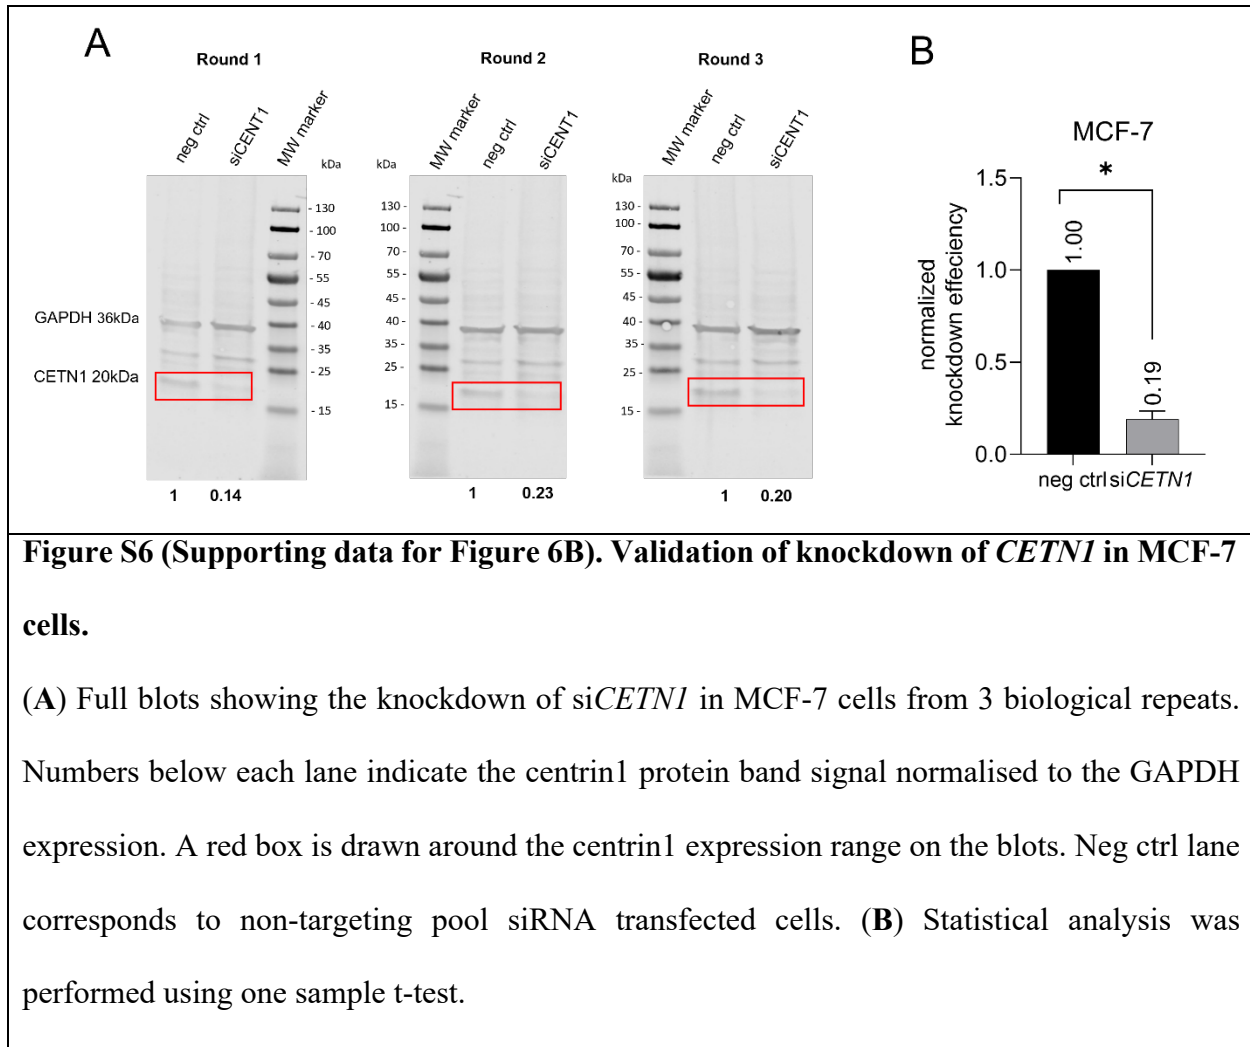 A
B
Round 1
Round 2
Round 3
neg ctrl
siCENT1
MW marker
kDa
kDa
MW marker
neg ctrl
siCENT1
kDa
MW marker
neg ctrl
siCENT1
- 130
- 100
- 70
- 55
- 45
- 40
- 35
- 25
- 15
130 -
100 -
70 -
55 -
45 -
40 -
35 -
25 -
15 -
130 -
100 -
70 -
55 -
45 -
40 -
35 -
25 -
15 -
GAPDH 36kDa
CETN1 20kDa
1 0.14
1 0.23
1 0.20
MCF-7
*
normalized
knockdown effeciency
1.5
1.0
0.5
0.0
1.00
0.19
neg ctrl siCETN1
Figure S6 (Supporting data for Figure 6B). Validation of knockdown of CETN1 in MCF-7
cells.
(A) Full blots showing the knockdown of siCETN1 in MCF-7 cells from 3 biological repeats.
Numbers below each lane indicate the centrin1 protein band signal normalised to the GAPDH
expression. A red box is drawn around the centrin1 expression range on the blots. Neg ctrl lane
corresponds to non-targeting pool siRNA transfected cells. (B) Statistical analysis was
performed using one sample t-test.